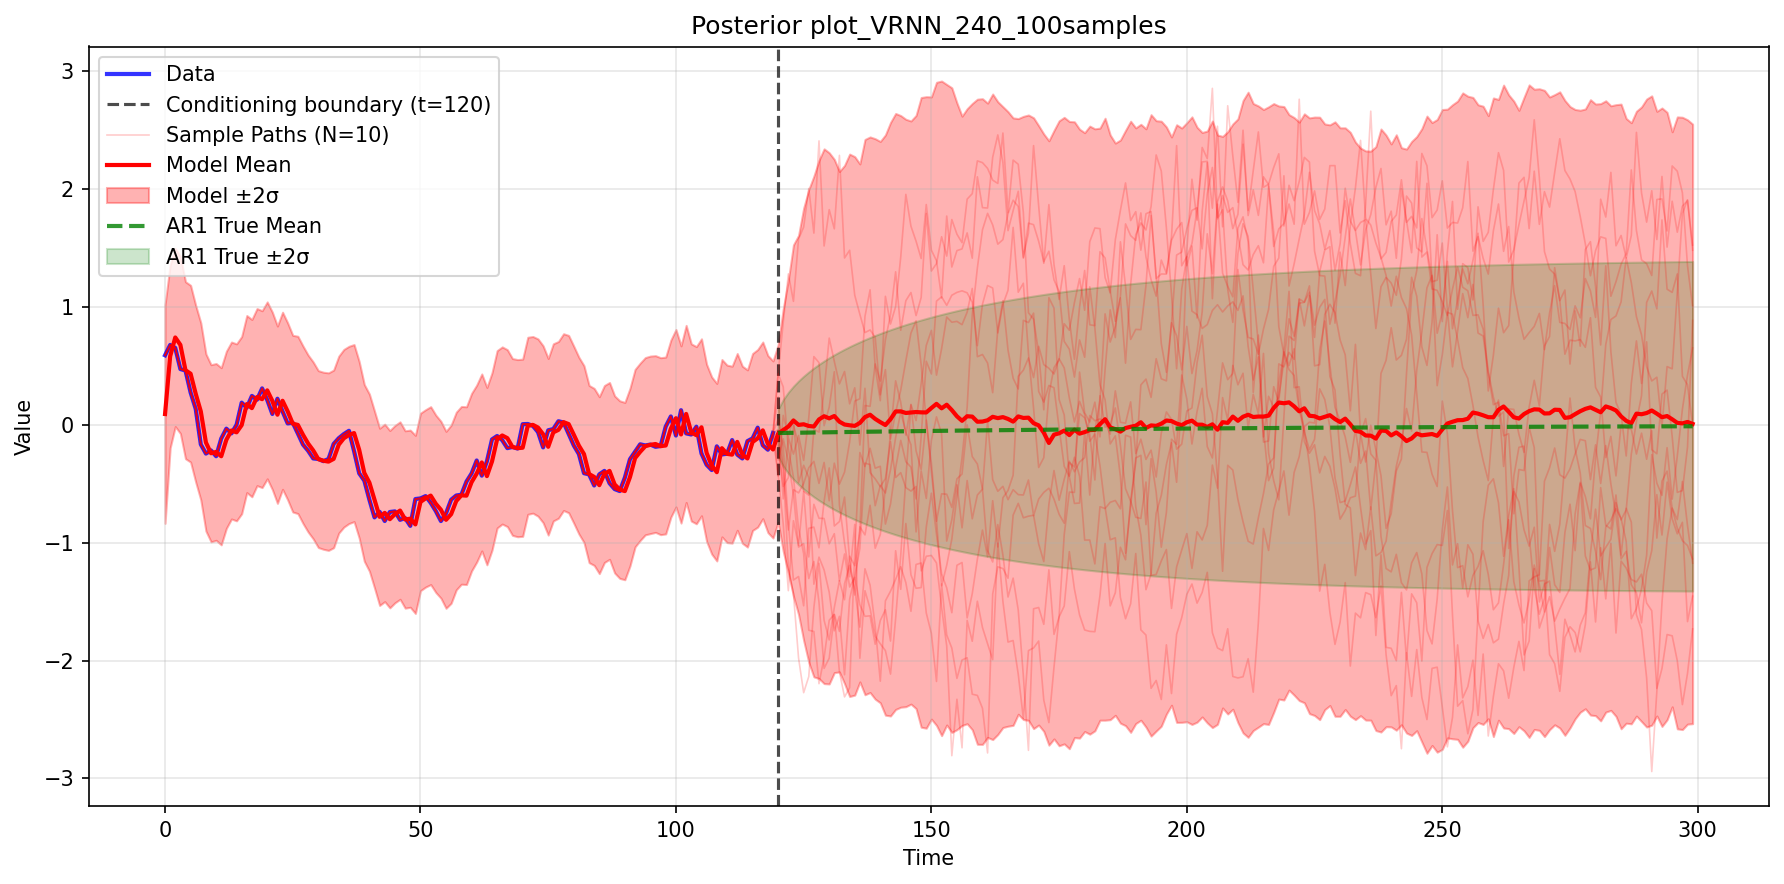 Posterior plot_VRNN_240_100samples
Data
Conditioning boundary (t=120)
Sample Paths (N=10)
Model Mean
Model ±2σ
AR1 True Mean
AR1 True ±2σ
3
2
1
0
−1
−2
−3
Value
0 50 100 150 200 250 300
Time